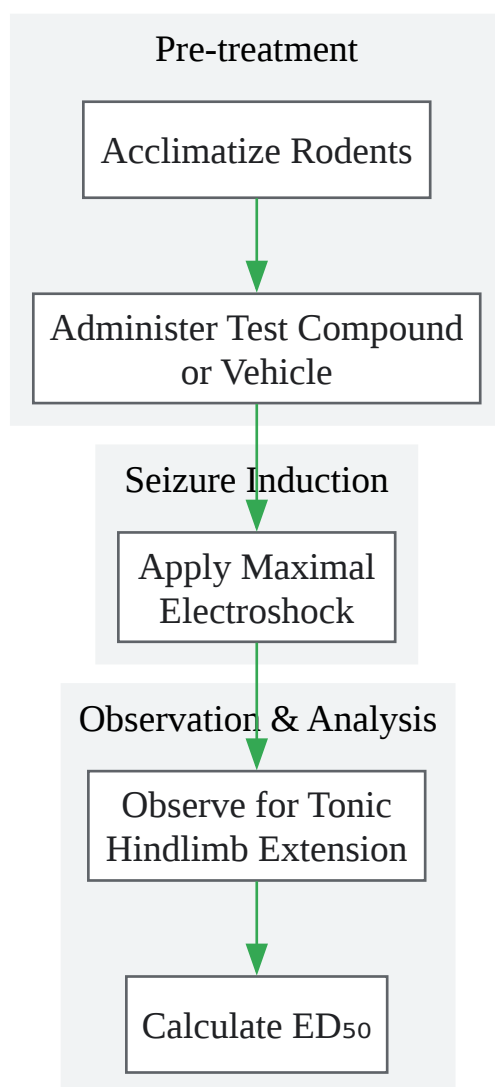 Pre-treatment
Acclimatize Rodents
Administer Test Compound
or Vehicle
Seizure Induction
Apply Maximal
Electroshock
Observation & Analysis
Observe for Tonic
Hindlimb Extension
Calculate ED₅₀